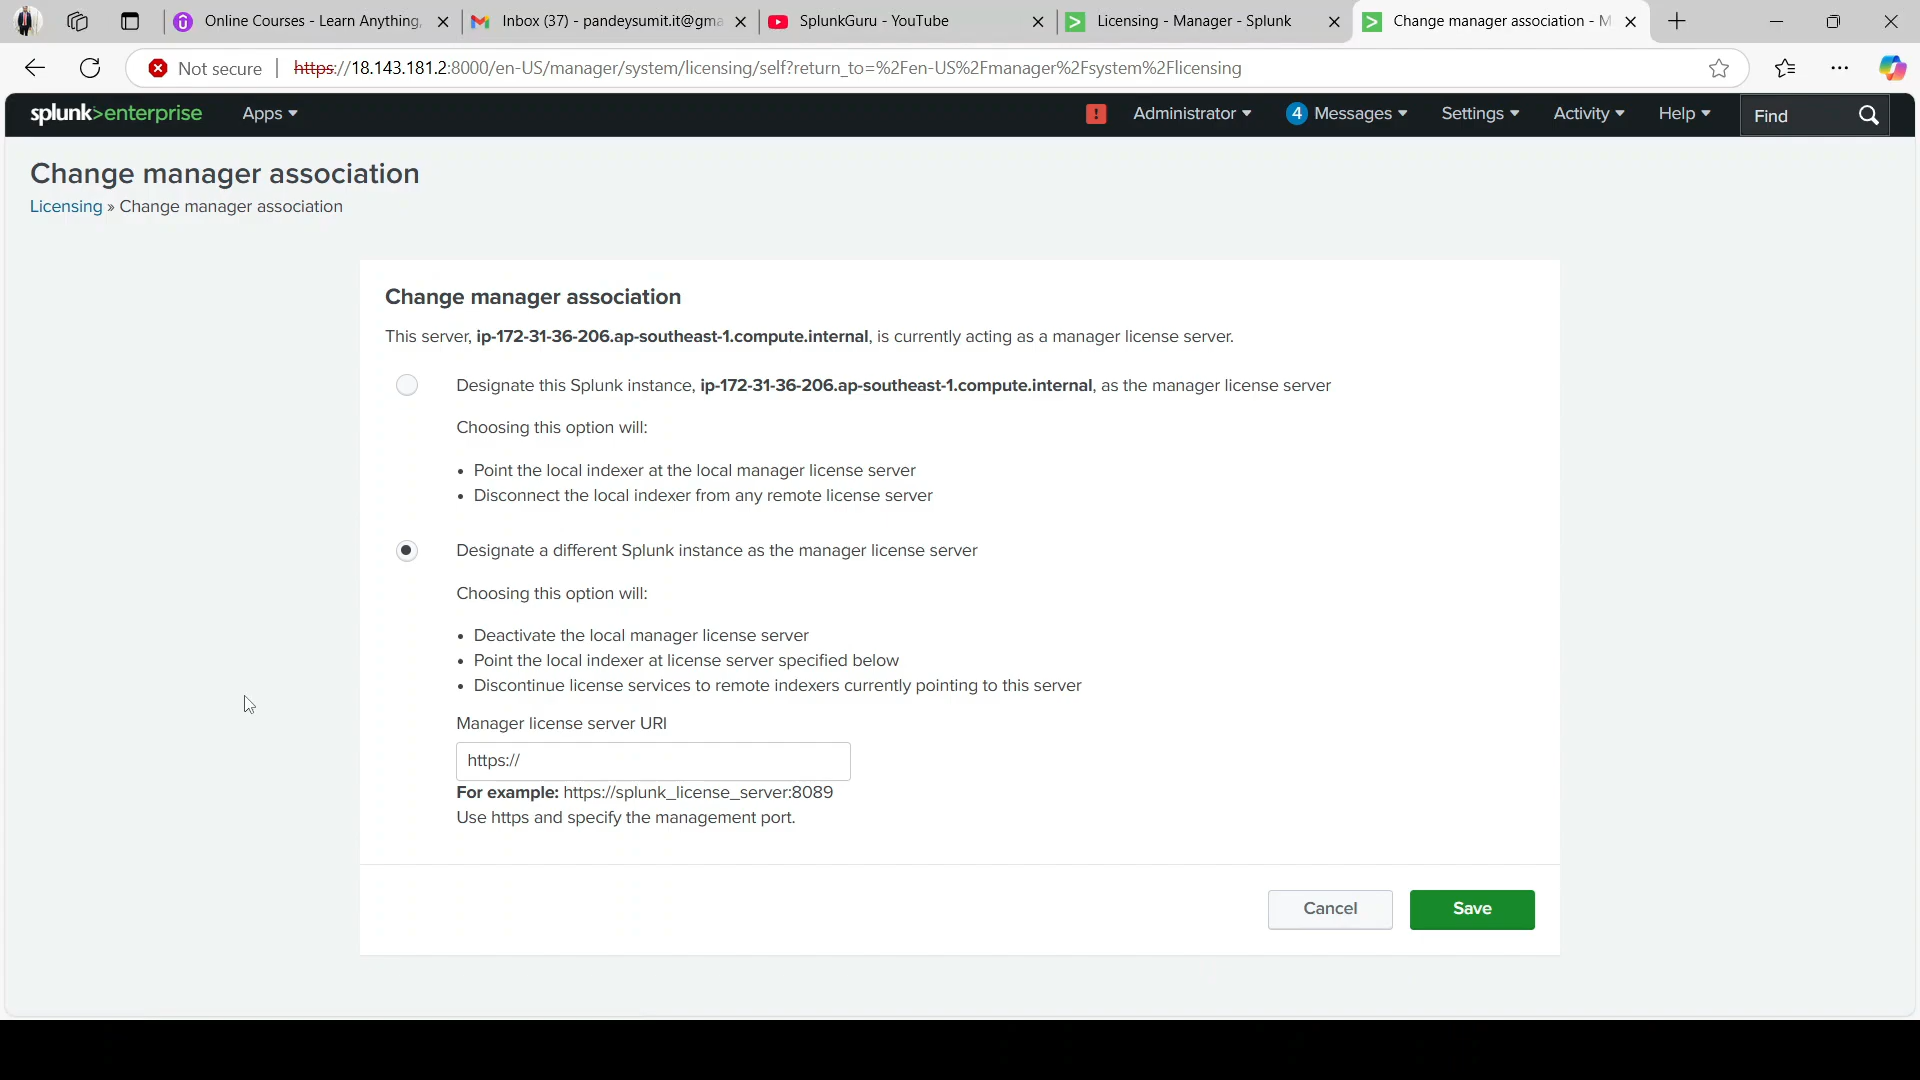 Online Courses - Learn Anything,
Inbox (37) - pandeysumit.it@gma
SplunkGuru - YouTube
Licensing - Manager - Splunk
Change manager association - M
Not secure
https://18.143.181.2:8000/en-US/manager/system/licensing/self?return_to=%2Fen-US%2Fmanager%2Fsystem%2Flicensing
splunk>enterprise
Apps
!
Administrator
4 Messages
Settings
Activity
Help
Find
Change manager association
Licensing » Change manager association
Change manager association
This server, ip-172-31-36-206.ap-southeast-1.compute.internal, is currently acting as a manager license server.
Designate this Splunk instance, ip-172-31-36-206.ap-southeast-1.compute.internal, as the manager license server
Choosing this option will:
• Point the local indexer at the local manager license server
• Disconnect the local indexer from any remote license server
Designate a different Splunk instance as the manager license server
Choosing this option will:
• Deactivate the local manager license server
• Point the local indexer at license server specified below
• Discontinue license services to remote indexers currently pointing to this server
Manager license server URI
https://
For example: https://splunk_license_server:8089
Use https and specify the management port.
Cancel
Save